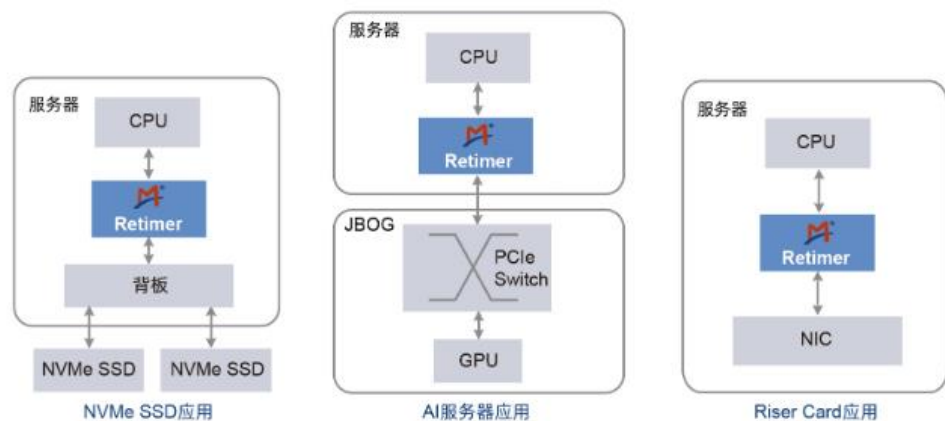 服务器
CPU
Retimer
背板
NVMe SSD
NVMe SSD
NVMe SSD应用
服务器
CPU
Retimer
JBOG
PCIe
Switch
GPU
AI服务器应用
服务器
CPU
Retimer
NIC
Riser Card应用